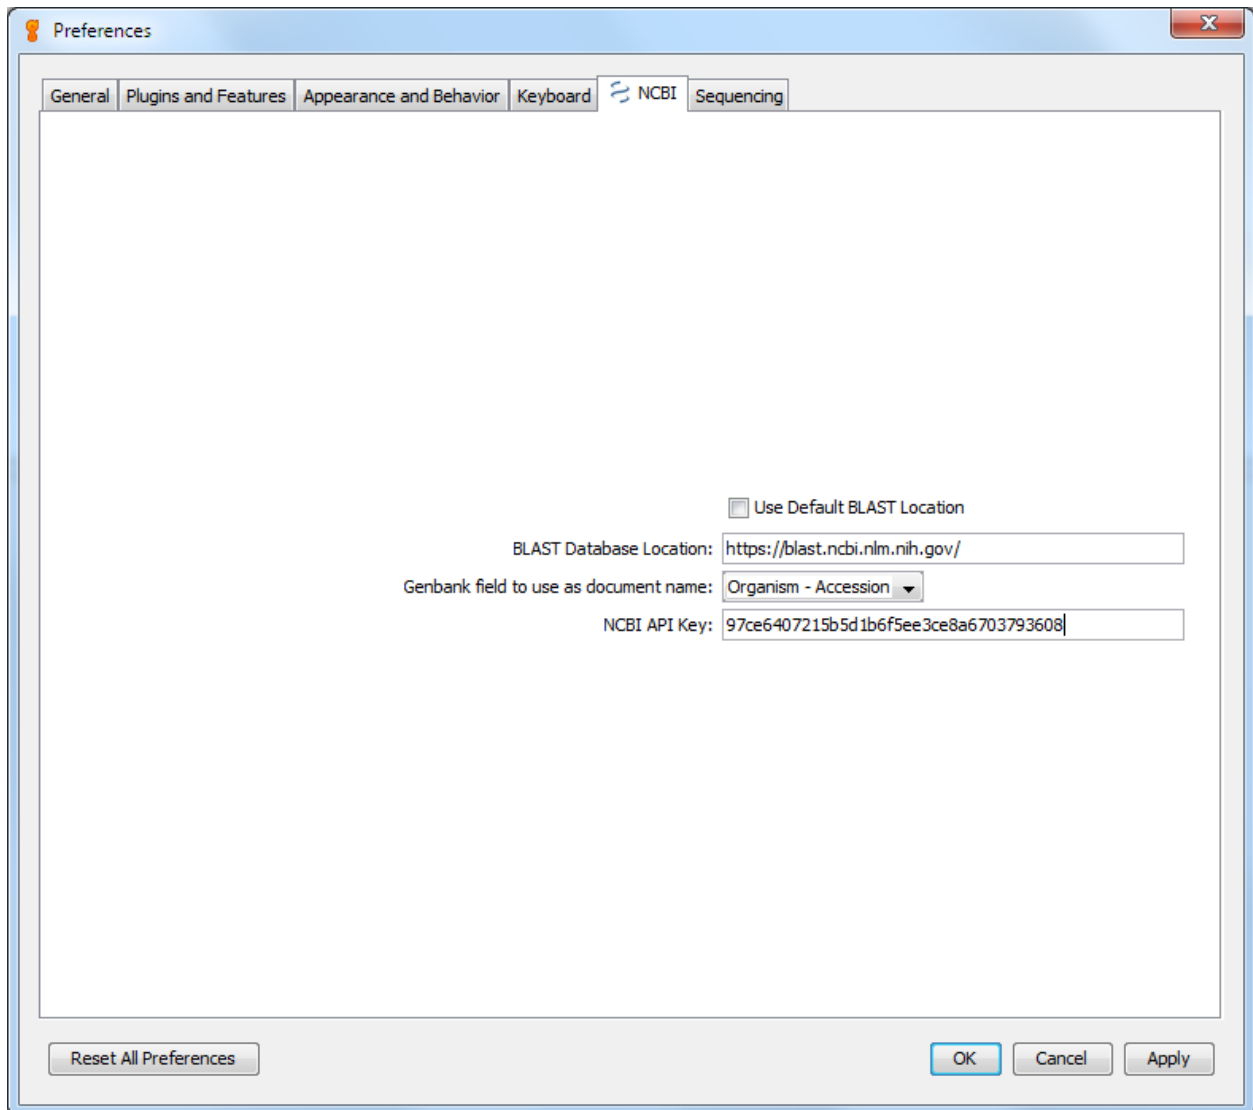 Preferences
General Plugins and Features Appearance and Behavior Keyboard NCBI Sequencing
Use Default BLAST Location
BLAST Database Location: https://blast.ncbi.nlm.nih.gov/
Genbank field to use as document name: Organism - Accession
NCBI API Key: 97ce6407215b5d1b6f5ee3ce8a6703793608
Reset All Preferences OK Cancel Apply